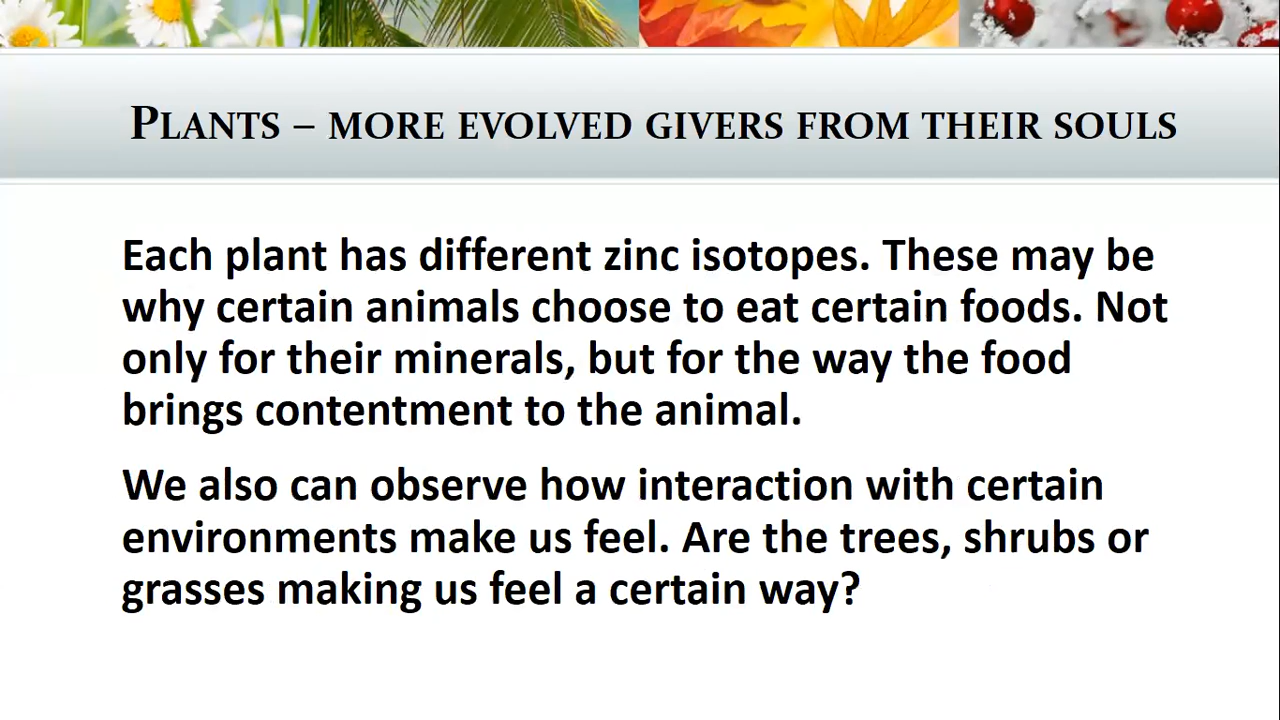 Plants – more evolved givers from their souls
Each plant has different zinc isotopes. These may be
why certain animals choose to eat certain foods. Not
only for their minerals, but for the way the food
brings contentment to the animal.
We also can observe how interaction with certain
environments make us feel. Are the trees, shrubs or
grasses making us feel a certain way?